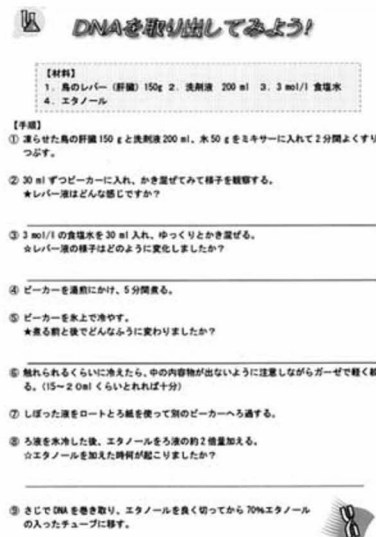 DNAを取り出してみよう!
【材料】
1．鳥のレバー（肝臓）150g 2．洗剤液 200 ml 3．3 mol/l 食塩水
4．エタノール
【手順】
① 凍らせた鳥の肝臓 150 g と洗剤液 200 ml、氷 50 g をミキサーに入れて 2 分間よくすり
つぶす。
② 30 ml ずつビーカーに入れ、かき混ぜてみて様子を観察する。
★レバー液はどんな感じですか？
③ 3 mol/l の食塩水を 30 ml 入れ、ゆっくりとかき混ぜる。
☆レバー液の様子はどのように変化しましたか？
④ ビーカーを湯煎にかけ、5 分間煮る。
⑤ ビーカーを氷上で冷やす。
★煮る前と後でどんなふうに変わりましたか？
⑥ 触れられるくらいに冷えたら、中の内容物が出ないように注意しながらガーゼで軽く
る。（15～20ml くらいとれれば十分）
⑦ しぼった液をロートとろ紙を使って別のビーカーへろ過する。
⑧ ろ液を氷冷した後、エタノールをろ液の約 2 倍量加える。
☆エタノールを加えた時何が起こりましたか？
⑨ さじで DNA を巻き取り、エタノールを良く切ってから 70%エタノール
の入ったチューブに移す。